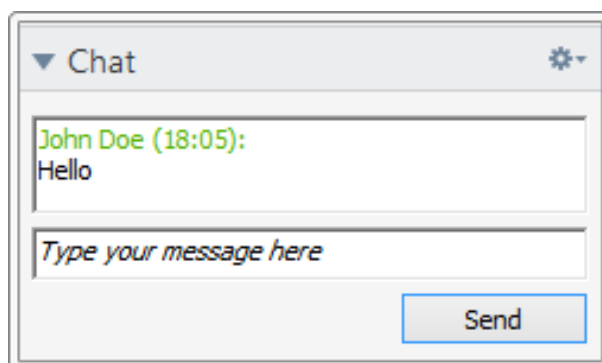 Chat
John Doe (18:05):
Hello
Type your message here
Send